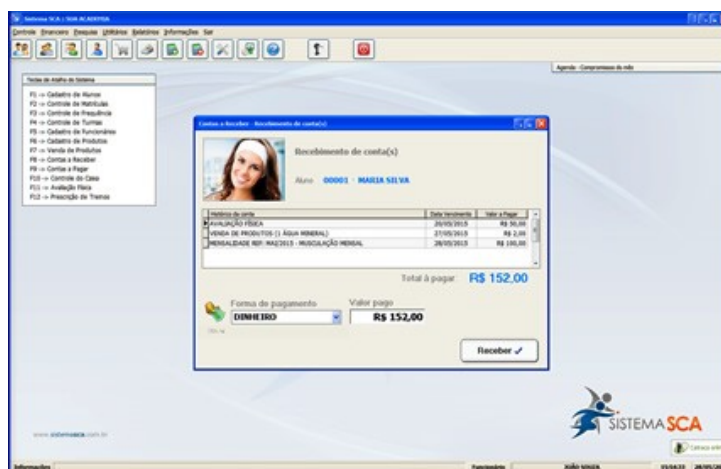 Sistema SCA / SUA ACADEMIA
Controle Financeiro Pesquisa Utilitários Relatórios Informações Sair
Agenda - Compromissos do mês
Teclas de Atalho do Sistema
F1 -> Cadastro de Alunos
F2 -> Controle de Matrículas
F3 -> Controle de Frequência
F4 -> Controle de Turmas
F5 -> Cadastro de Funcionários
F6 -> Cadastro de Produtos
F7 -> Venda de Produtos
F8 -> Contas a Receber
F9 -> Contas a Pagar
F10 -> Controle do Caixa
F11 -> Avaliação Física
F12 -> Prescrição de Treinos
Contas a Receber - Recebimento de conta(s)
Recebimento de conta(s)
Aluno 00001 - MARIA SILVA
Histórico da conta Data Vencimento Valor a Pagar
AVALIAÇÃO FÍSICA 20/05/2015 R$ 50,00
VENDA DE PRODUTOS (1 ÁGUA MINERAL) 27/05/2015 R$ 2,00
MENSALIDADE REF: MAI/2015 - MUSCULAÇÃO MENSAL 28/05/2015 R$ 100,00
Total à pagar: R$ 152,00
Forma de pagamento Valor pago
DINHEIRO R$ 152,00
Receber
SISTEMA SCA
www.sistemasca.com.br
Informações Funcionário JOÃO SOUZA